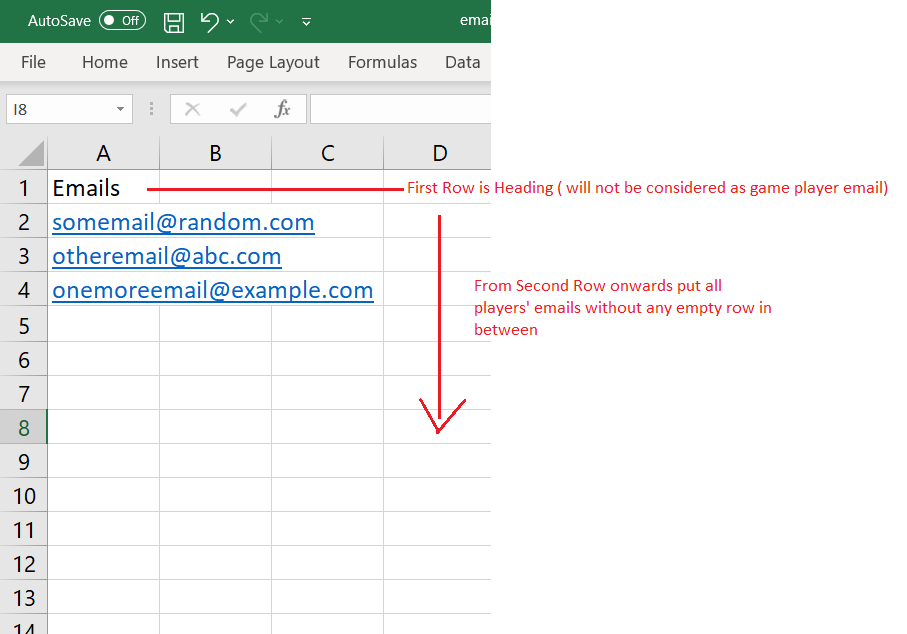 AutoSave Off emai
File Home Insert Page Layout Formulas Data
I8 fx
A B C D
1 Emails First Row is Heading ( will not be considered as game player email)
2 somemail@random.com
3 otheremail@abc.com
4 onemoreemail@example.com
From Second Row onwards put all
players' emails without any empty row in
between
5
6
7
8
9
10
11
12
13
14